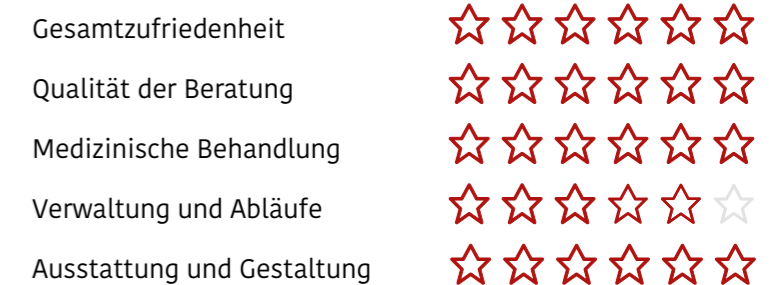 Gesamtzufriedenheit
Qualität der Beratung
Medizinische Behandlung
Verwaltung und Abläufe
Ausstattung und Gestaltung